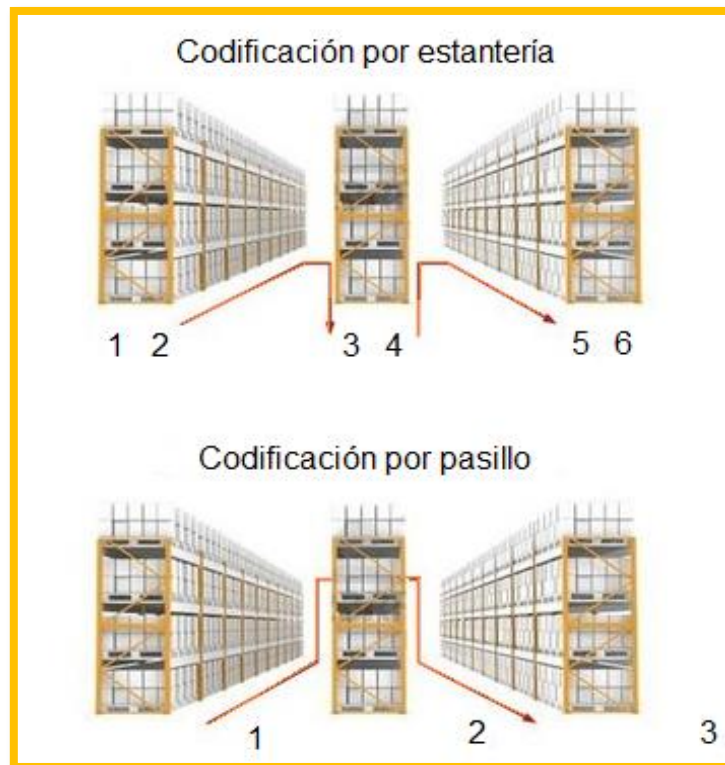 Codificación por estantería
1 2 3 4 5 6
Codificación por pasillo
1 2 3